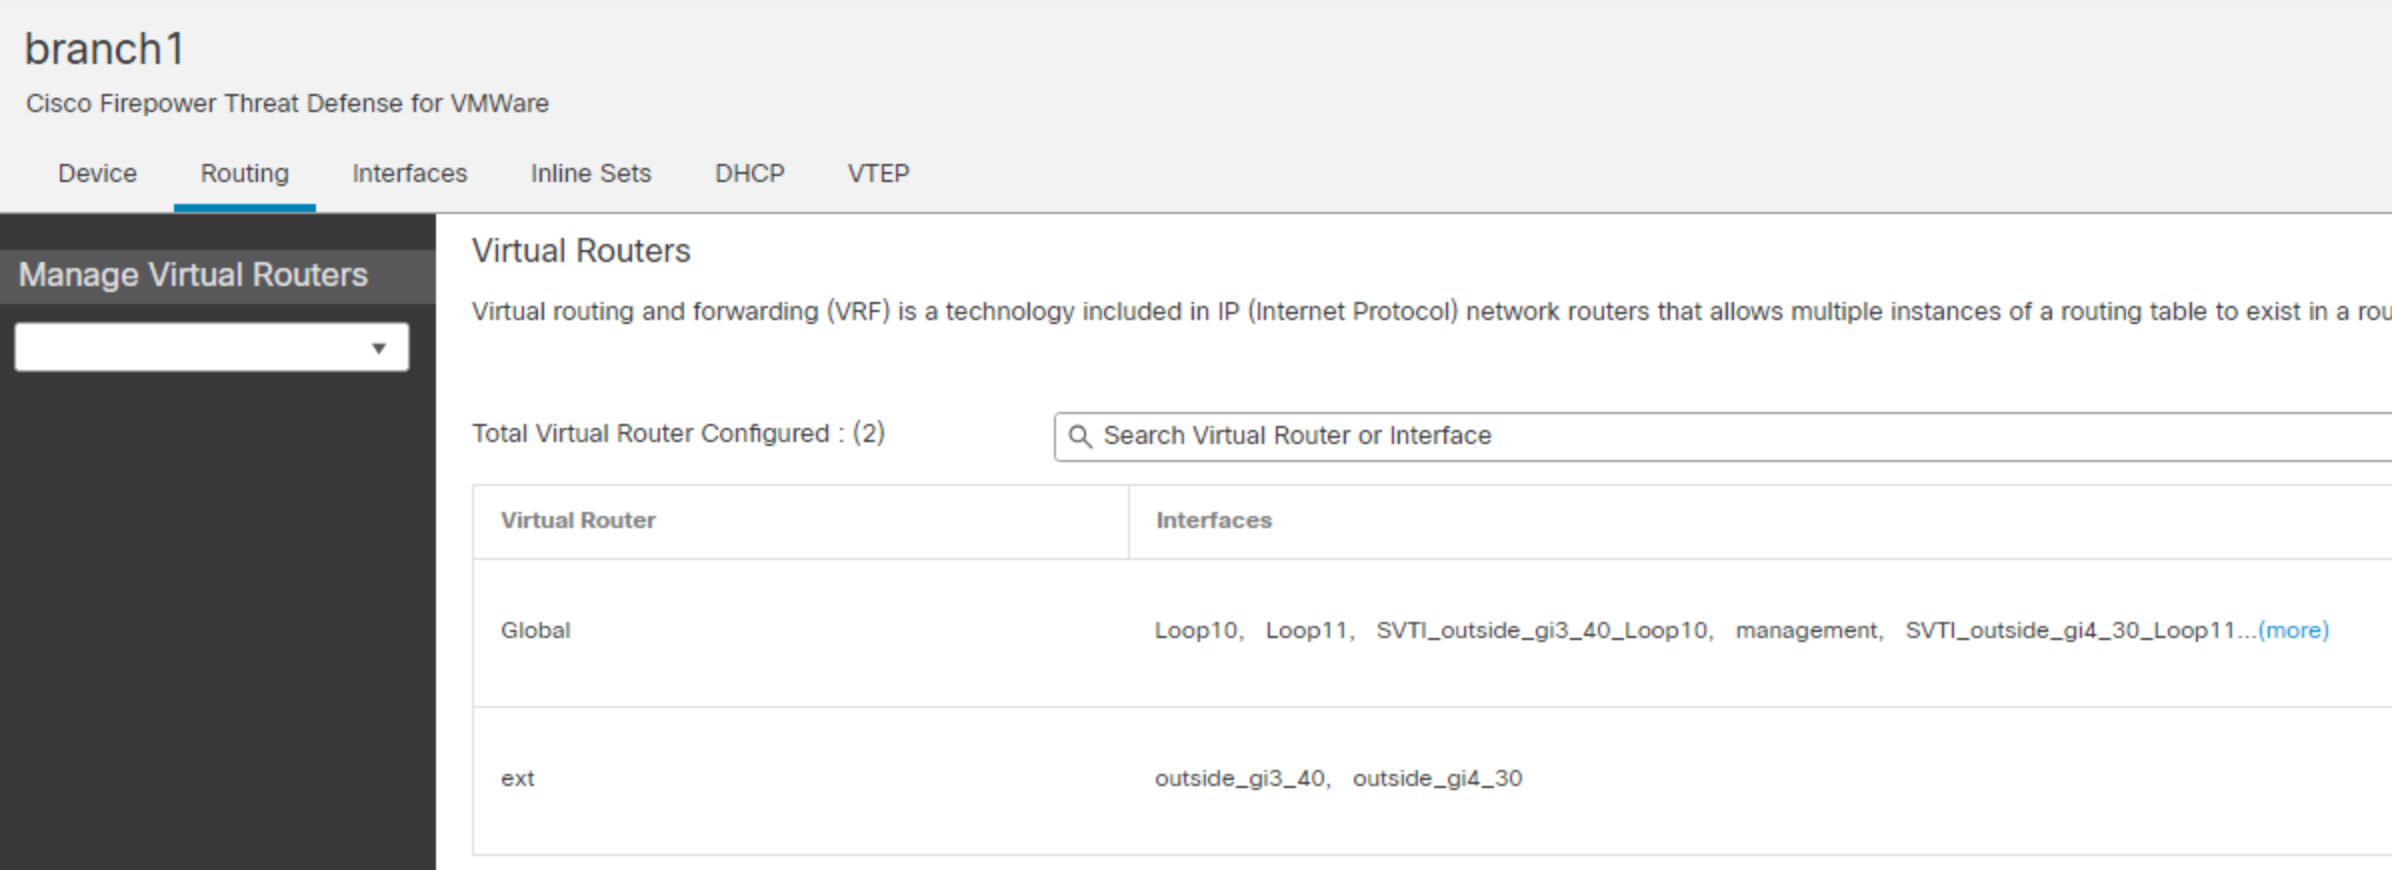 branch1
Cisco Firepower Threat Defense for VMWare
Device Routing Interfaces Inline Sets DHCP VTEP
Manage Virtual Routers
Virtual Routers
Virtual routing and forwarding (VRF) is a technology included in IP (Internet Protocol) network routers that allows multiple instances of a routing table to exist in a rou
Total Virtual Router Configured : (2)
Search Virtual Router or Interface
Virtual Router Interfaces
Global Loop10, Loop11, SVTI_outside_gi3_40_Loop10, management, SVTI_outside_gi4_30_Loop11...(more)
ext outside_gi3_40, outside_gi4_30